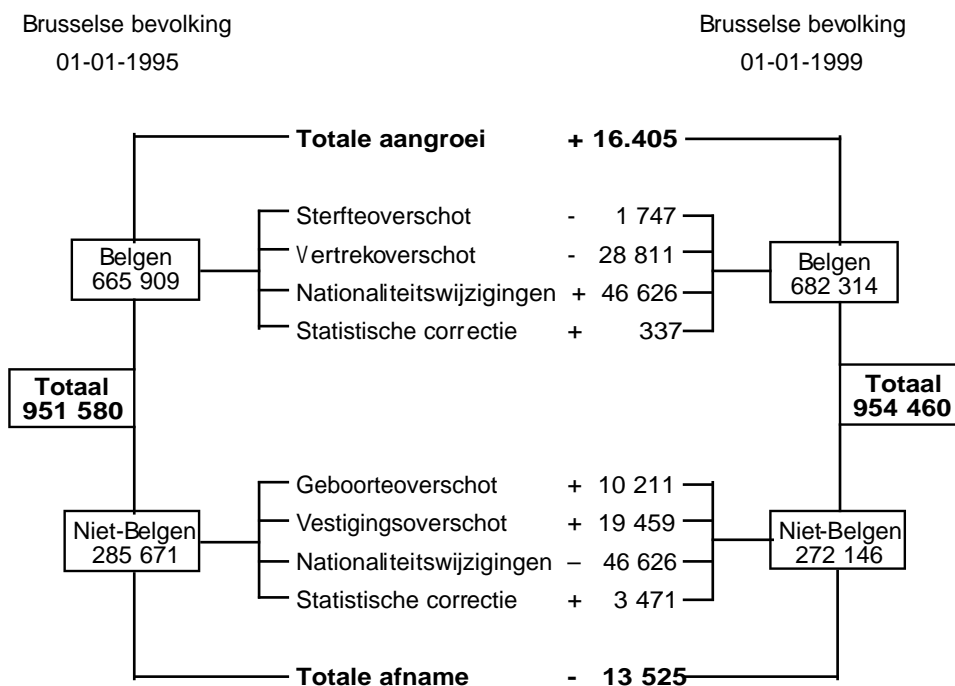 Brusselse bevolking Brusselse bevolking
01-01-1995 01-01-1999
Totale aangroei + 16.405
Sterfteoverschot - 1 747
Vertrekoverschot - 28 811
Nationaliteitswijzigingen + 46 626
Statistische correctie + 337
Belgen
665 909
Belgen
682 314
Totaal
951 580
Totaal
954 460
Geboorteoverschot + 10 211
Vestigingsoverschot + 19 459
Nationaliteitswijzigingen – 46 626
Statistische correctie + 3 471
Niet-Belgen
285 671
Niet-Belgen
272 146
Totale afname - 13 525